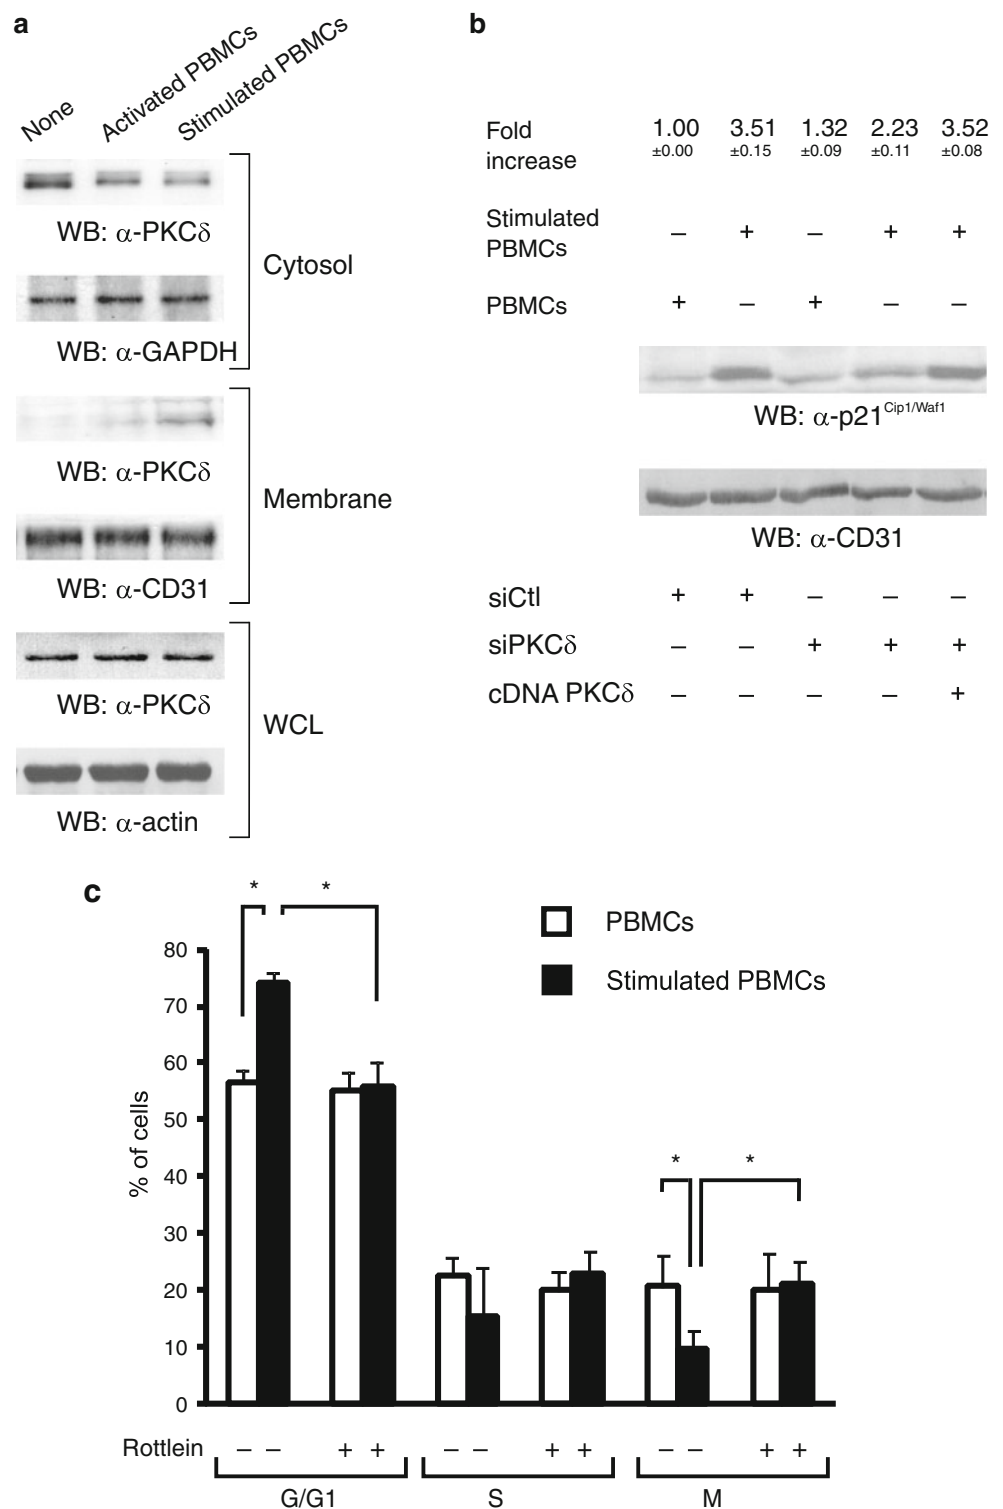 a
None
Activated PBMCs
Stimulated PBMCs
WB: α-PKCδ
Cytosol
WB: α-GAPDH
WB: α-PKCδ
Membrane
WB: α-CD31
WB: α-PKCδ
WCL
WB: α-actin
b
Fold increase
1.00 3.51 1.32 2.23 3.52
±0.00 ±0.15 ±0.09 ±0.11 ±0.08
Stimulated PBMCs
– + – + +
PBMCs + – + – –
WB: α-p21Cip1/Waf1
WB: α-CD31
siCtl + + – – –
siPKCδ – – + + +
cDNA PKCδ – – – – +
c
* *
PBMCs
Stimulated PBMCs
% of cells
80
70
60
50
40
30
20
10
0
* *
Rottlein – – + + – – + + – – + +
G/G1 S M